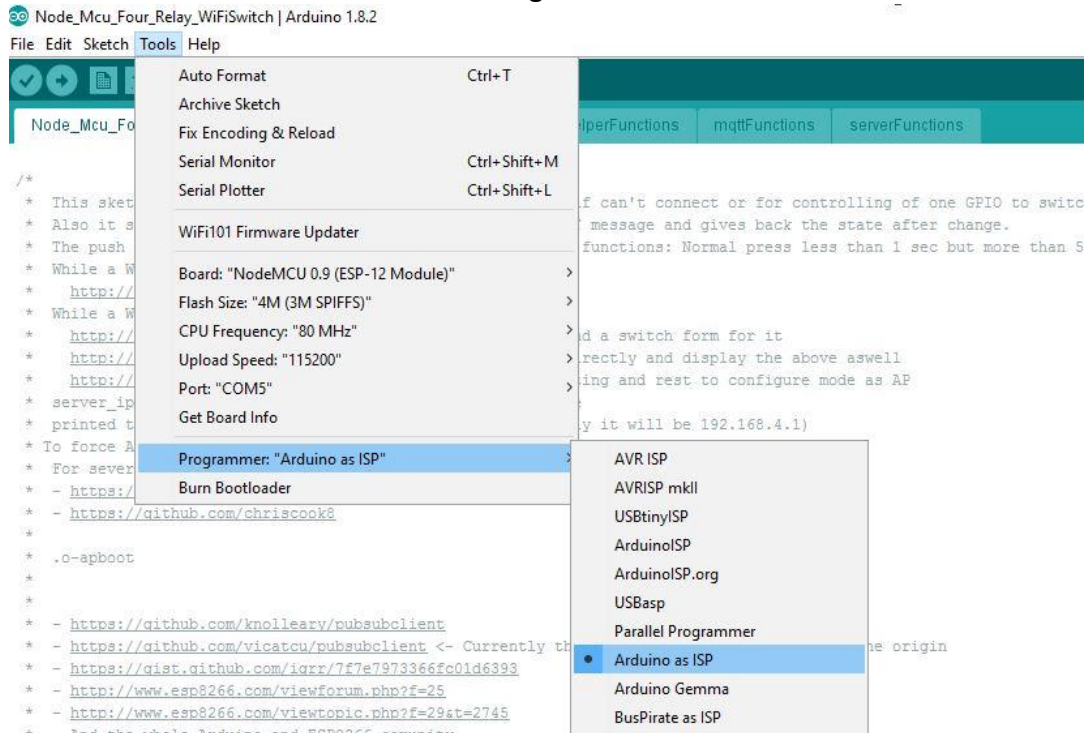 Node_Mcu_Four_Relay_WiFiSwitch | Arduino 1.8.2
File Edit Sketch Tools Help
Node_Mcu_Fo
lperFunctions mqttFunctions serverFunctions
Auto Format Ctrl+T
Archive Sketch
Fix Encoding & Reload
Serial Monitor Ctrl+Shift+M
Serial Plotter Ctrl+Shift+L
WiFi101 Firmware Updater
Board: "NodeMCU 0.9 (ESP-12 Module)"
Flash Size: "4M (3M SPIFFS)"
CPU Frequency: "80 MHz"
Upload Speed: "115200"
Port: "COM5"
Get Board Info
Programmer: "Arduino as ISP"
Burn Bootloader
AVR ISP
AVRISP mkII
USBtinyISP
ArduinoISP
ArduinoISP.org
USBasp
Parallel Programmer
Arduino as ISP
Arduino Gemma
BusPirate as ISP
/*
* This sket if can't connect or for controlling of one GPIO to switc
* Also it s message and gives back the state after change.
* The push functions: Normal press less than 1 sec but more than 5
* While a W
* http://
* While a W
* http:// d a switch form for it
* http:// rectly and display the above aswell
* http:// ing and rest to configure mode as AP
* server_ip
* printed t y it will be 192.168.4.1)
* To force A
* For sever
* - https:/
* - https://github.com/chriscook8
*
* .o-apboot
*
*
* - https://github.com/knolleary/pubsubclient
* - https://github.com/vicatcu/pubsubclient <- Currently th e origin
* - https://gist.github.com/igrr/7f7e7973366fc01d6393
* - http://www.esp8266.com/viewforum.php?f=25
* - http://www.esp8266.com/viewtopic.php?f=29&t=2745
* - And the whole Arduino and ESP8266 comunity